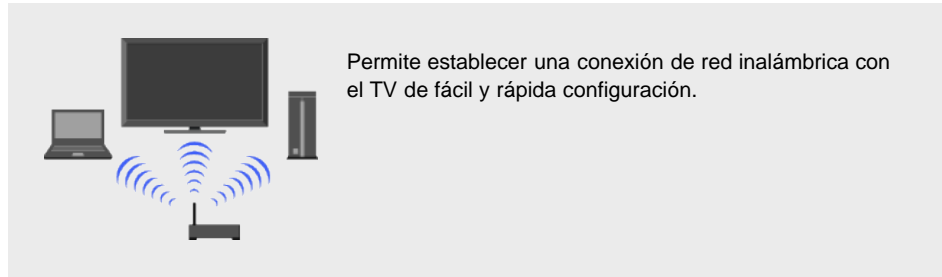 Permite establecer una conexión de red inalámbrica con
el TV de fácil y rápida configuración.